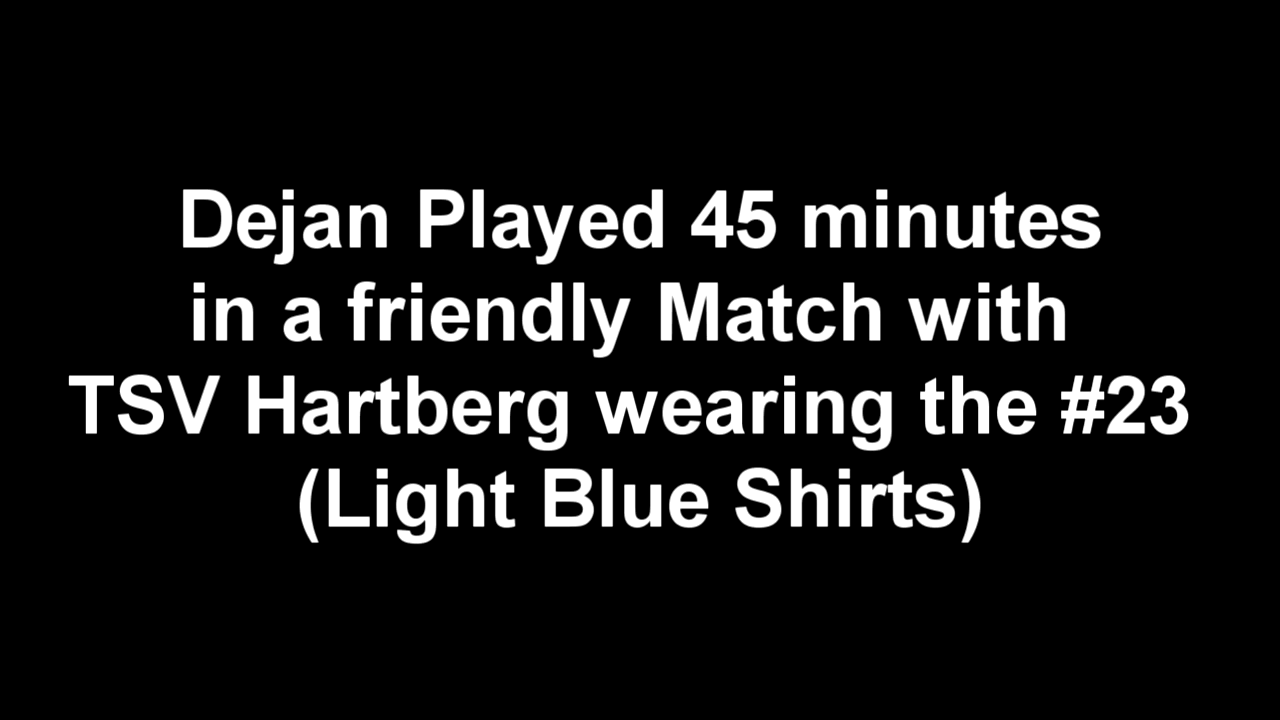 Dejan Played 45 minutes
in a friendly Match with
TSV Hartberg wearing the #23
(Light Blue Shirts)